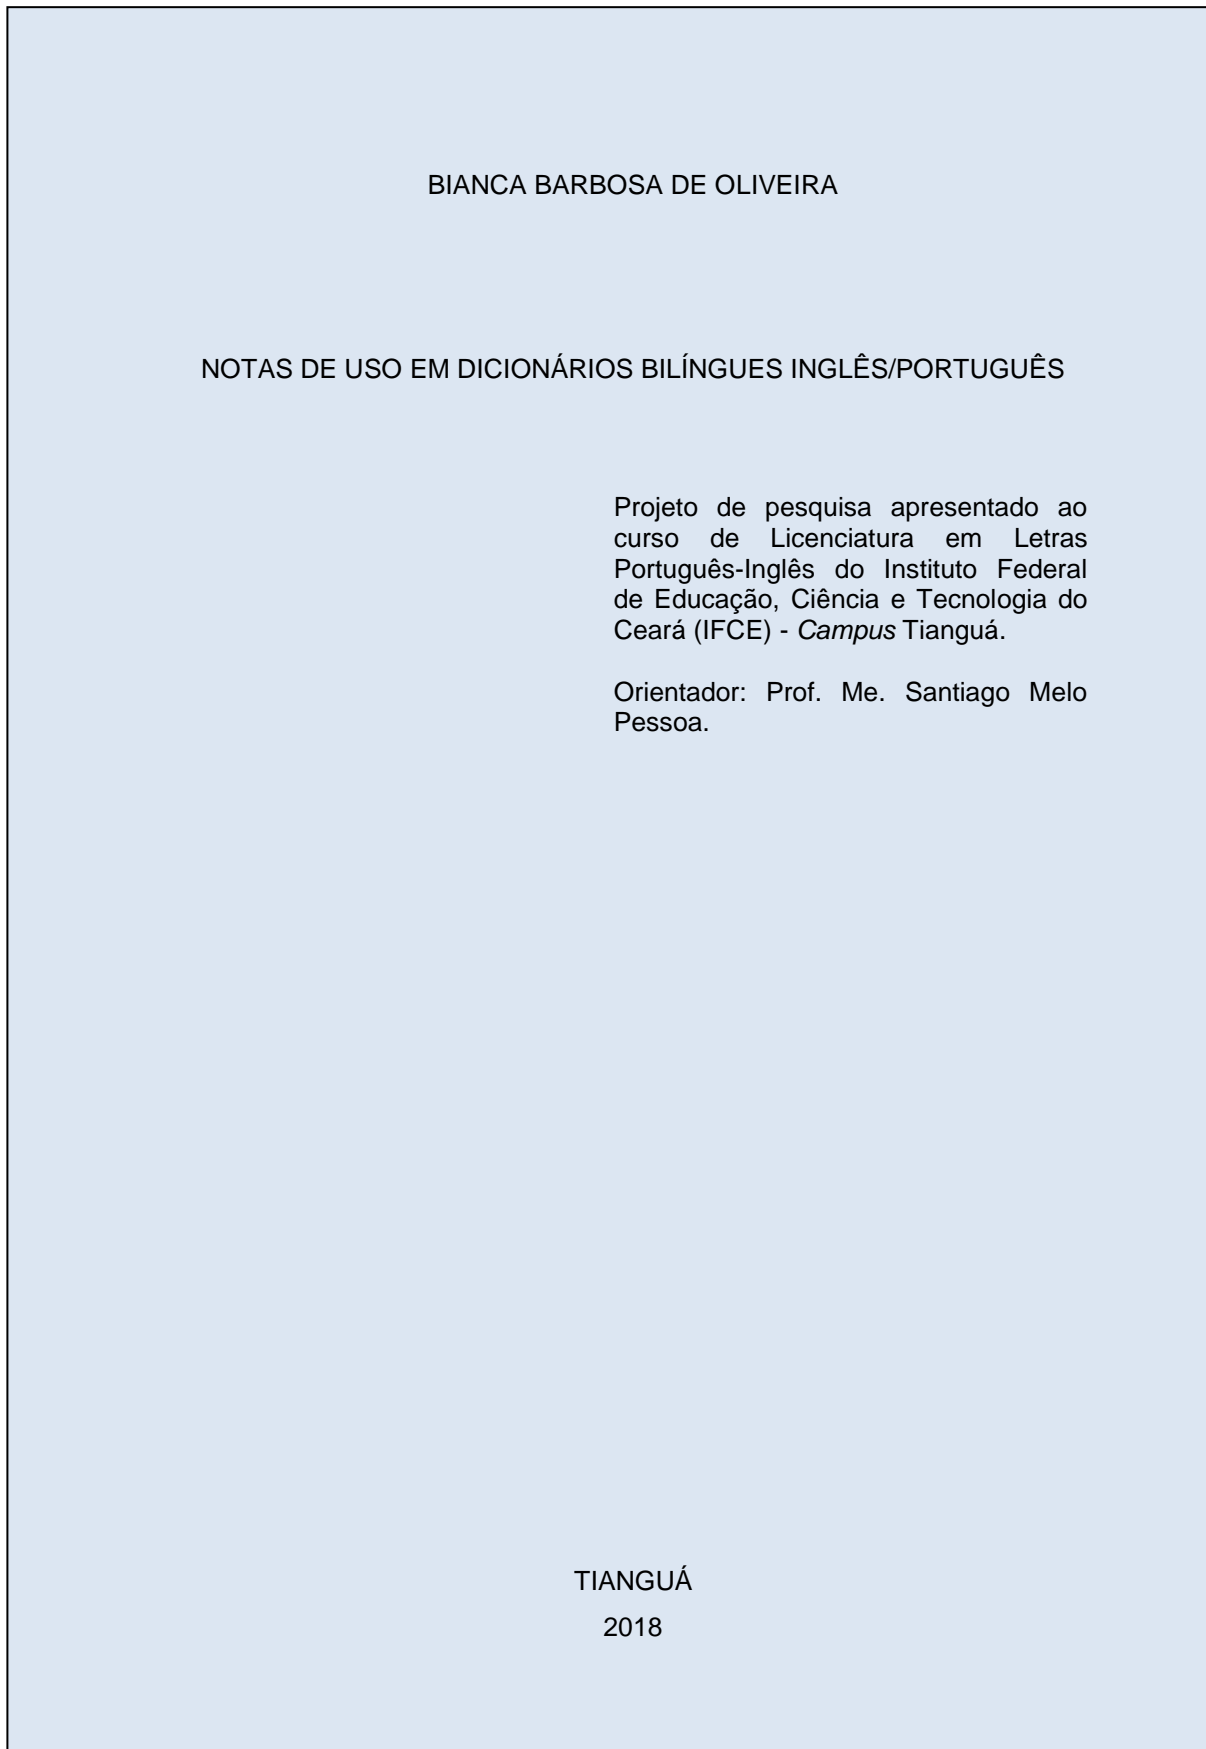 BIANCA BARBOSA DE OLIVEIRA
NOTAS DE USO EM DICIONÁRIOS BILÍNGUES INGLÊS/PORTUGUÊS
Projeto de pesquisa apresentado ao
curso de Licenciatura em Letras
Português-Inglês do Instituto Federal
de Educação, Ciência e Tecnologia do
Ceará (IFCE) - Campus Tianguá.
Orientador: Prof. Me. Santiago Melo
Pessoa.
TIANGUÁ
2018